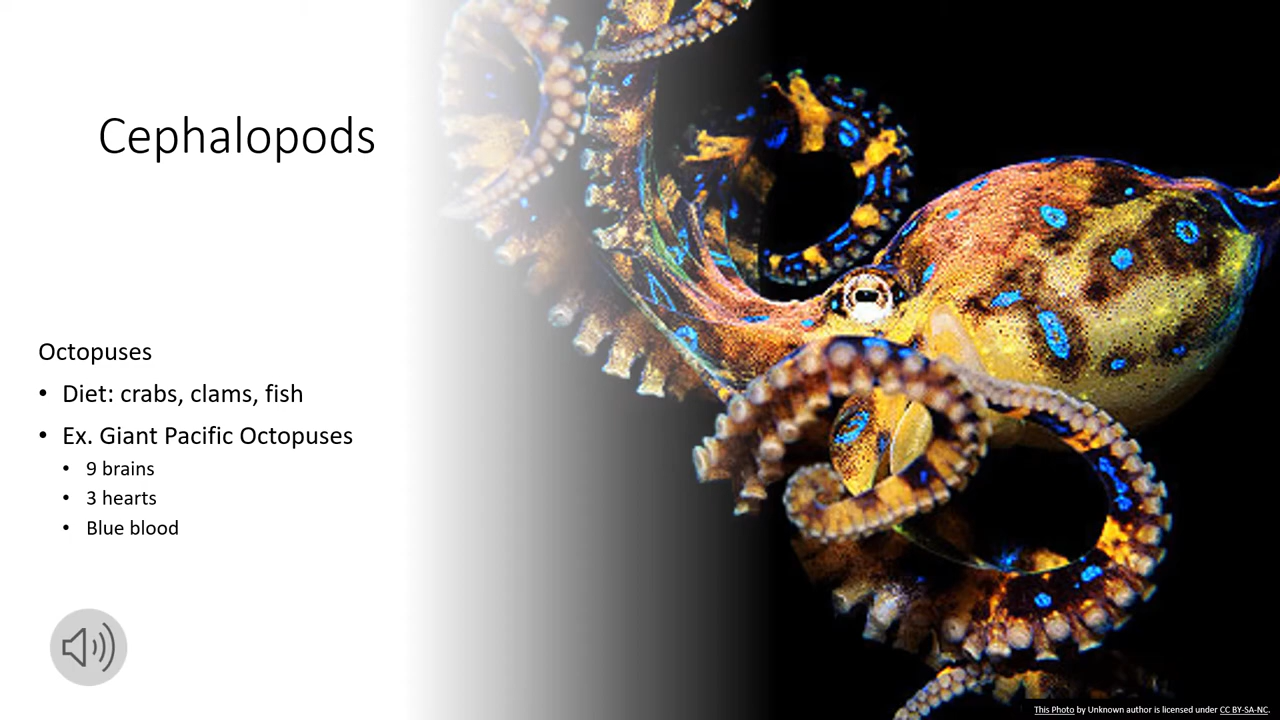 Cephalopods
Octopuses
• Diet: crabs, clams, fish
• Ex. Giant Pacific Octopuses
• 9 brains
• 3 hearts
• Blue blood
This Photo by Unknown author is licensed under CC BY-SA-NC.